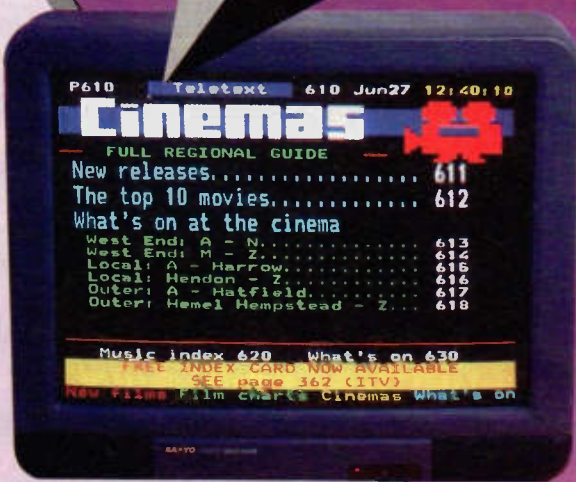 P610 Teletext 610 Jun27 12:40:10
Cinemas
FULL REGIONAL GUIDE
New releases.................. 611
The top 10 movies............. 612
What's on at the cinema
West End: A - N.............. 613
West End: M - Z.............. 614
Local: A - Harrow............ 615
Local: Hendon - Z............ 616
Outer: A - Hatfield.......... 617
Outer: Hemel Hempstead - Z... 618
Music index 620 What's on 630
FREE INDEX CARD NOW AVAILABLE
SEE page 362 (ITV)
New films Film charts Cinemas What's on
SANYO